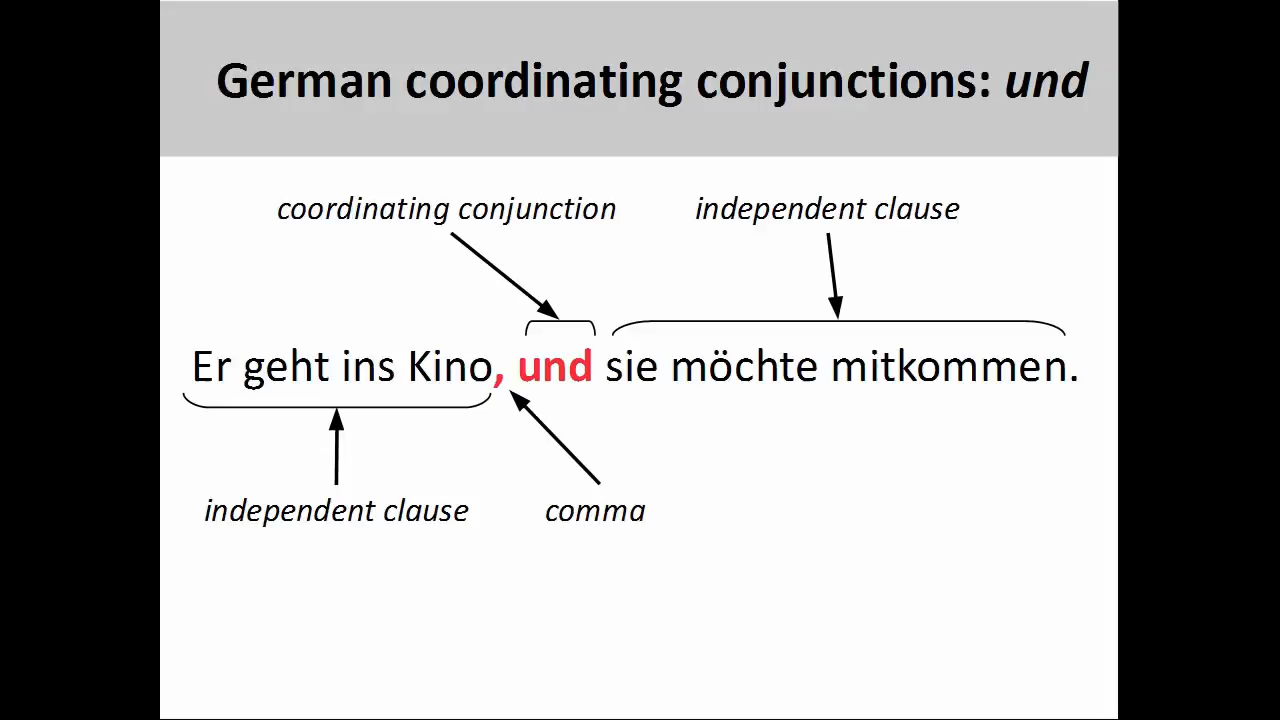 German coordinating conjunctions: und
coordinating conjunction
independent clause
Er geht ins Kino, und sie möchte mitkommen.
independent clause
comma